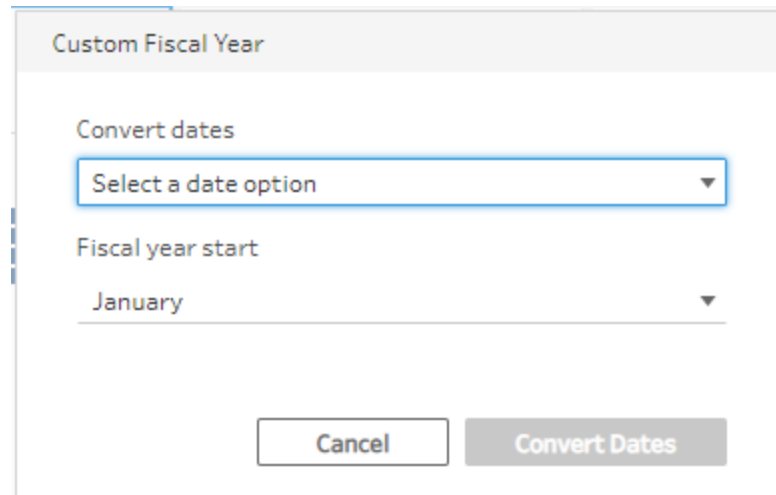 Custom Fiscal Year
Convert dates
Select a date option
Fiscal year start
January
Cancel
Convert Dates